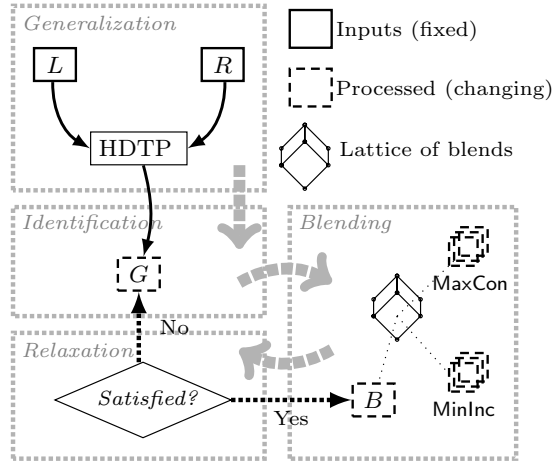 Generalization
L
R
HDTP
Inputs (fixed)
Processed (changing)
Lattice of blends
Identification
G
Blending
MaxCon
MinInc
B
No
Relaxation
Satisfied?
Yes